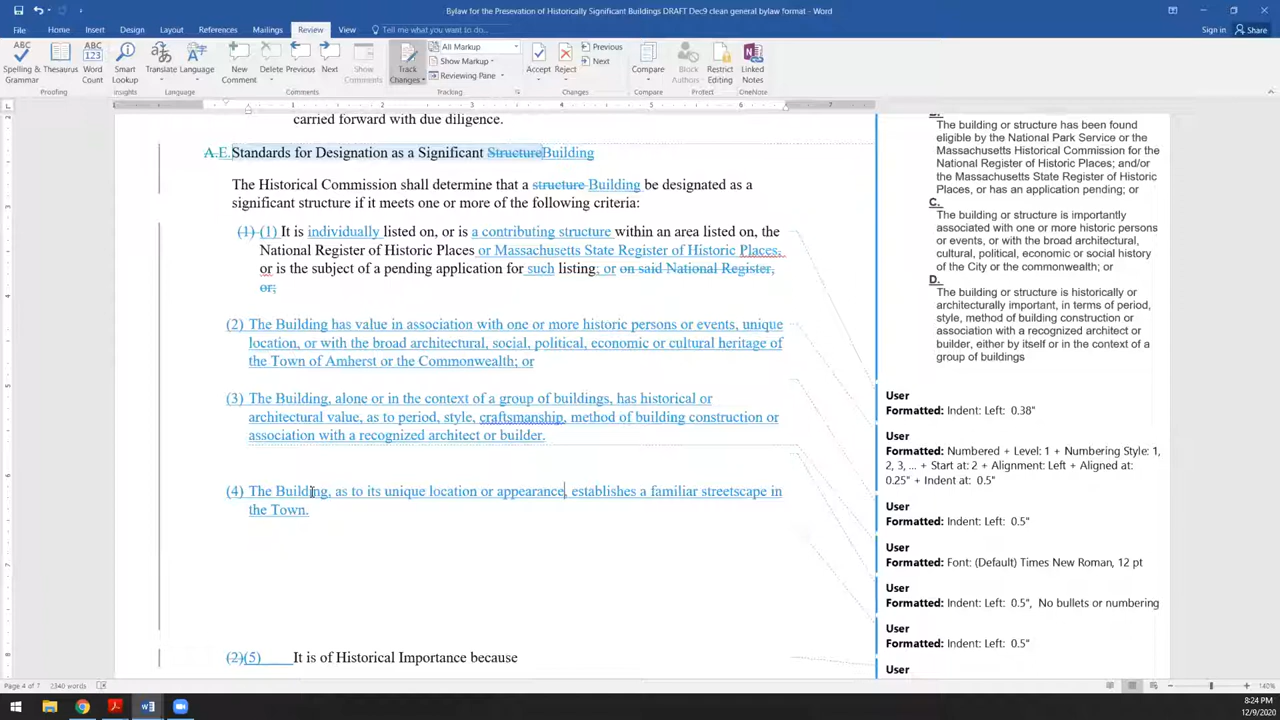 Bylaw for the Presevation of Historically Significant Buildings DRAFT Dec9 clean general bylaw format - Word
File Home Insert Design Layout References Mailings Review View Tell me what you want to do... Sign in Share
Spelling & Grammar Thesaurus Word Count Smart Lookup Translate Language New Comment Delete Previous Next Show Comments Track Changes All Markup Show Markup Reviewing Pane Accept Reject Previous Next Compare Block Authors Restrict Editing Linked Notes
Proofing Insights Language Comments Tracking Changes Compare Protect OneNote
carried forward with due diligence.
A.E.Standards for Designation as a Significant StructureBuilding
The Historical Commission shall determine that a structure Building be designated as a
significant structure if it meets one or more of the following criteria:
(1) (1) It is individually listed on, or is a contributing structure within an area listed on, the
National Register of Historic Places or Massachusetts State Register of Historic Places,
or is the subject of a pending application for such listing; or on said National Register,
or;
(2) The Building has value in association with one or more historic persons or events, unique
location, or with the broad architectural, social, political, economic or cultural heritage of
the Town of Amherst or the Commonwealth; or
(3) The Building, alone or in the context of a group of buildings, has historical or
architectural value, as to period, style, craftsmanship, method of building construction or
association with a recognized architect or builder.
(4) The Building, as to its unique location or appearance, establishes a familiar streetscape in
the Town.
(2)(5) It is of Historical Importance because
The building or structure has been found
eligible by the National Park Service or the
Massachusetts Historical Commission for the
National Register of Historic Places; and/or
the Massachusetts State Register of Historic
Places, or has an application pending; or
C.
The building or structure is importantly
associated with one or more historic persons
or events, or with the broad architectural,
cultural, political, economic or social history
of the City or the commonwealth; or
D.
The building or structure is historically or
architecturally important, in terms of period,
style, method of building construction or
association with a recognized architect or
builder, either by itself or in the context of a
group of buildings
User
Formatted: Indent: Left: 0.38"
User
Formatted: Numbered + Level: 1 + Numbering Style: 1,
2, 3, ... + Start at: 2 + Alignment: Left + Aligned at:
0.25" + Indent at: 0.5"
User
Formatted: Indent: Left: 0.5"
User
Formatted: Font: (Default) Times New Roman, 12 pt
User
Formatted: Indent: Left: 0.5", No bullets or numbering
User
Formatted: Indent: Left: 0.5"
User
Page 4 of 7 2340 words 140%
8:24 PM
12/9/2020